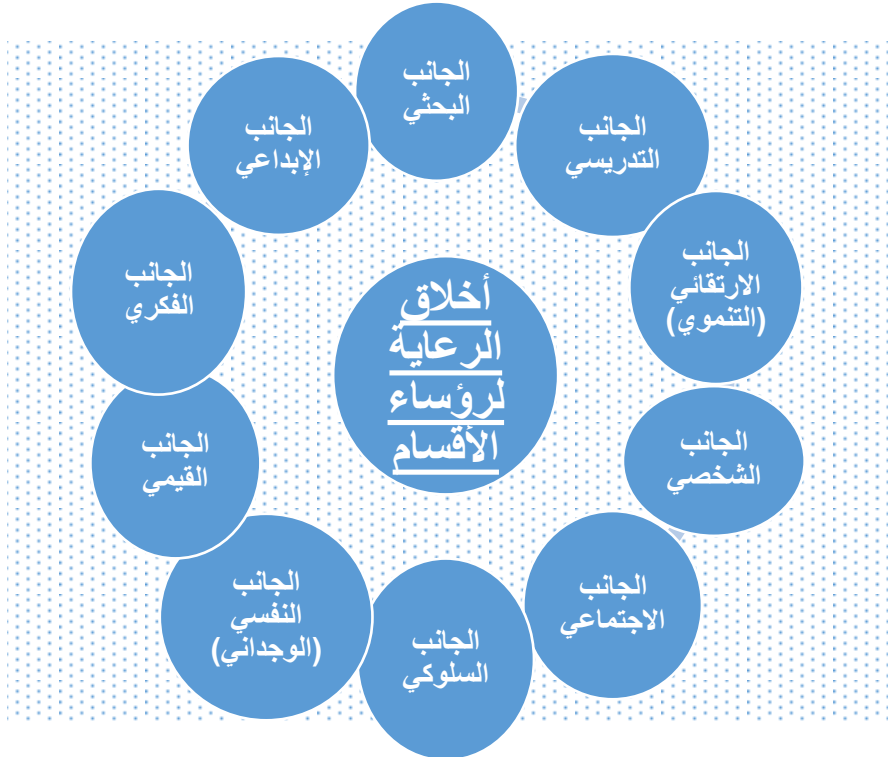 الجانب
البحثي
الجانب
التدريسي
الجانب
الارتقائي
(التنموي)
الجانب
الشخصي
الجانب
الاجتماعي
الجانب
السلوكي
الجانب
النفسي
(الوجداني)
الجانب
القيمي
الجانب
الفكري
الجانب
الإبداعي
أخلاق
الرعاية
لرؤساء
الأقسام